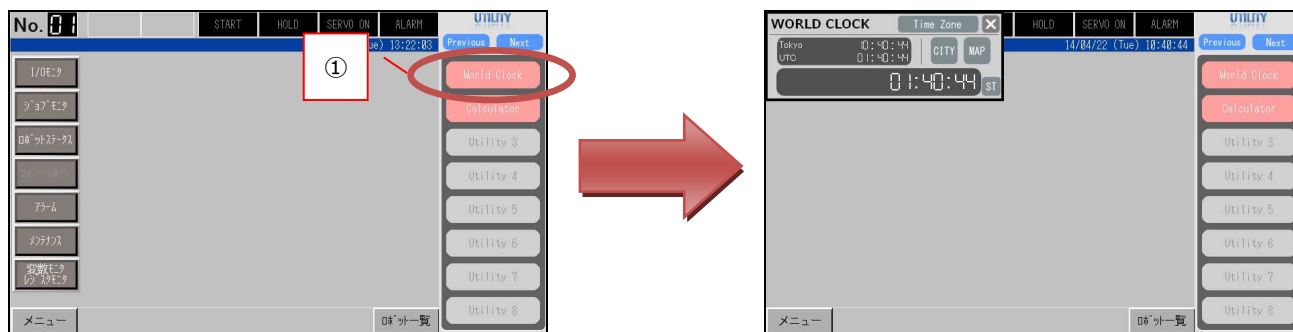 No. 01
START HOLD SERVO ON ALARM
UTILITY
ue) 13:22:03
Previous Next
①
World Clock
Calculator
Utility 3
Utility 4
Utility 5
Utility 6
Utility 7
Utility 8
I/Oモニタ
ジョブモニタ
ロボットステータス
アラーム
メンテナンス
変数モニタ
レジスタモニタ
メニュー
ロボット一覧
WORLD CLOCK Time Zone X
Tokyo 10:40:44
UTC 01:40:44
CITY MAP
01:40:44 ST
HOLD SERVO ON ALARM
UTILITY
14/04/22 (Tue) 10:40:44
Previous Next
World Clock
Calculator
Utility 3
Utility 4
Utility 5
Utility 6
Utility 7
Utility 8
メニュー
ロボット一覧